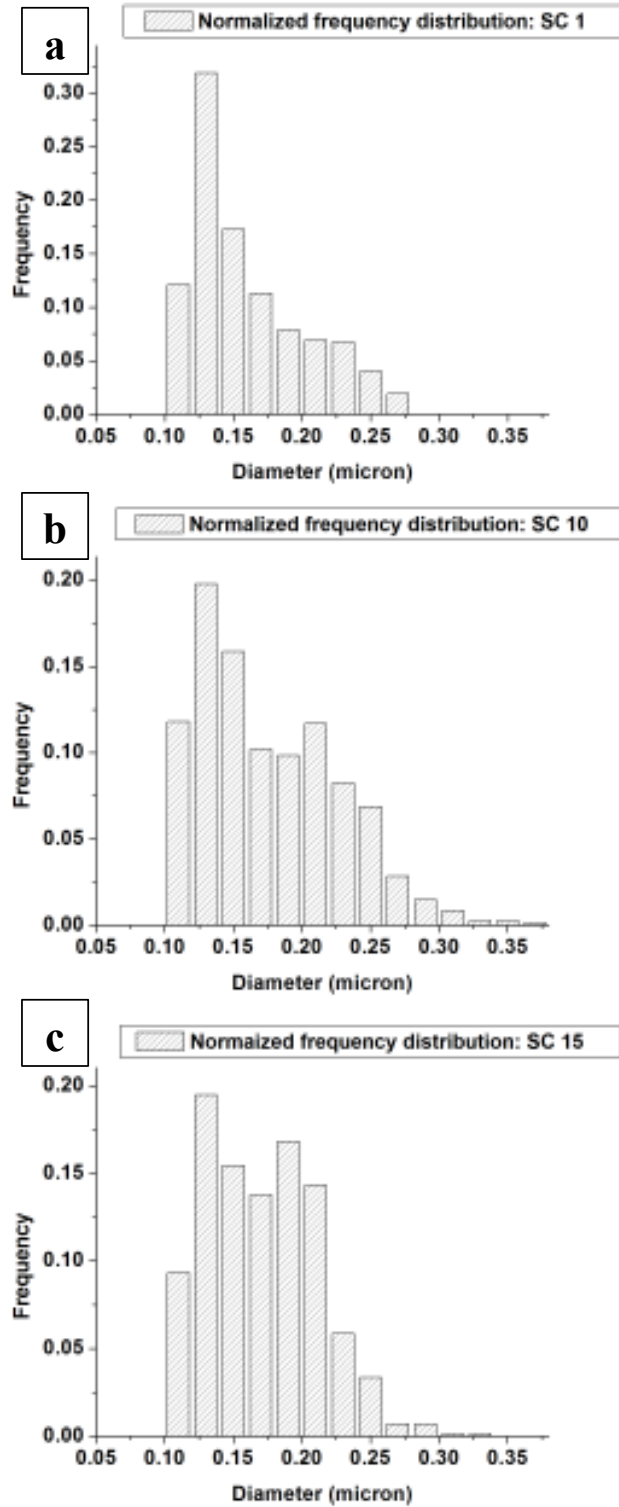 a
Normalized frequency distribution: SC 1
0.30
0.25
0.20
0.15
0.10
0.05
0.00
Frequency
0.05 0.10 0.15 0.20 0.25 0.30 0.35
Diameter (micron)
b
Normalized frequency distribution: SC 10
0.20
0.15
0.10
0.05
0.00
Frequency
0.05 0.10 0.15 0.20 0.25 0.30 0.35
Diameter (micron)
c
Normaized frequency distribution: SC 15
0.20
0.15
0.10
0.05
0.00
Frequency
0.05 0.10 0.15 0.20 0.25 0.30 0.35
Diameter (micron)